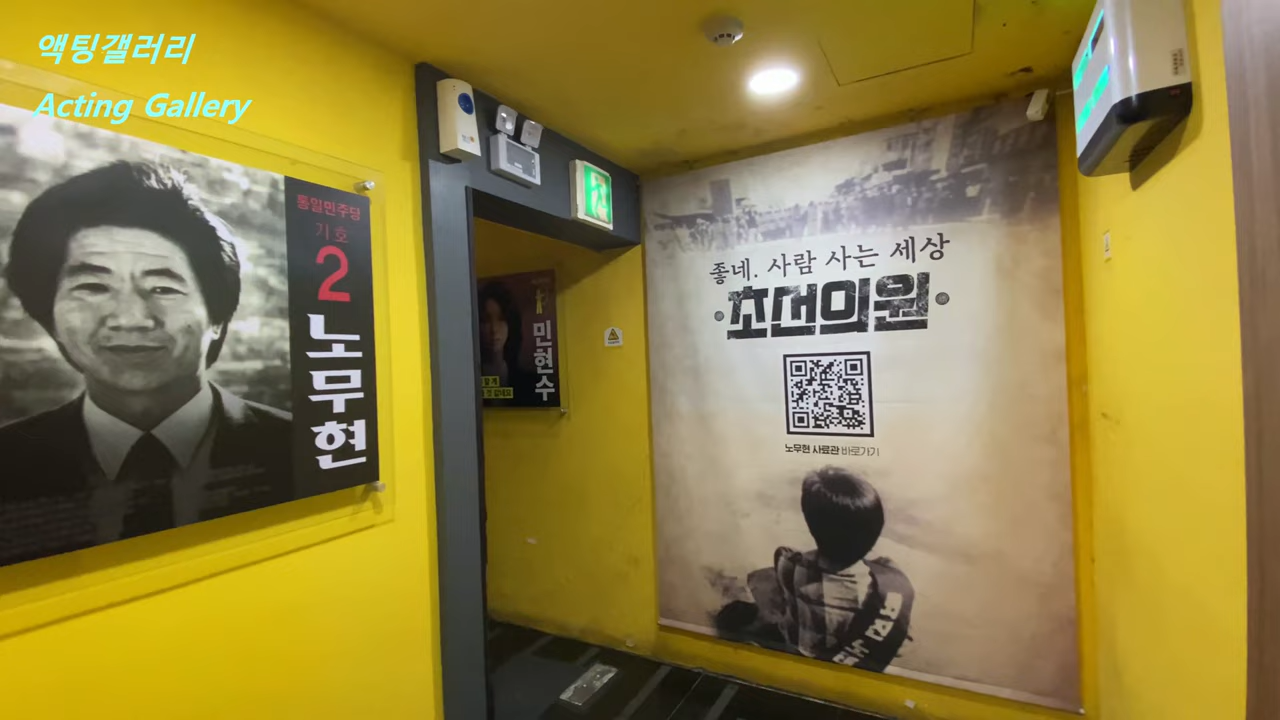 액팅갤러리
Acting Gallery
통일민주당
기호
2
노무현
민현수
좋네. 사람 사는 세상
초선의원
노무현 사료관 바로가기